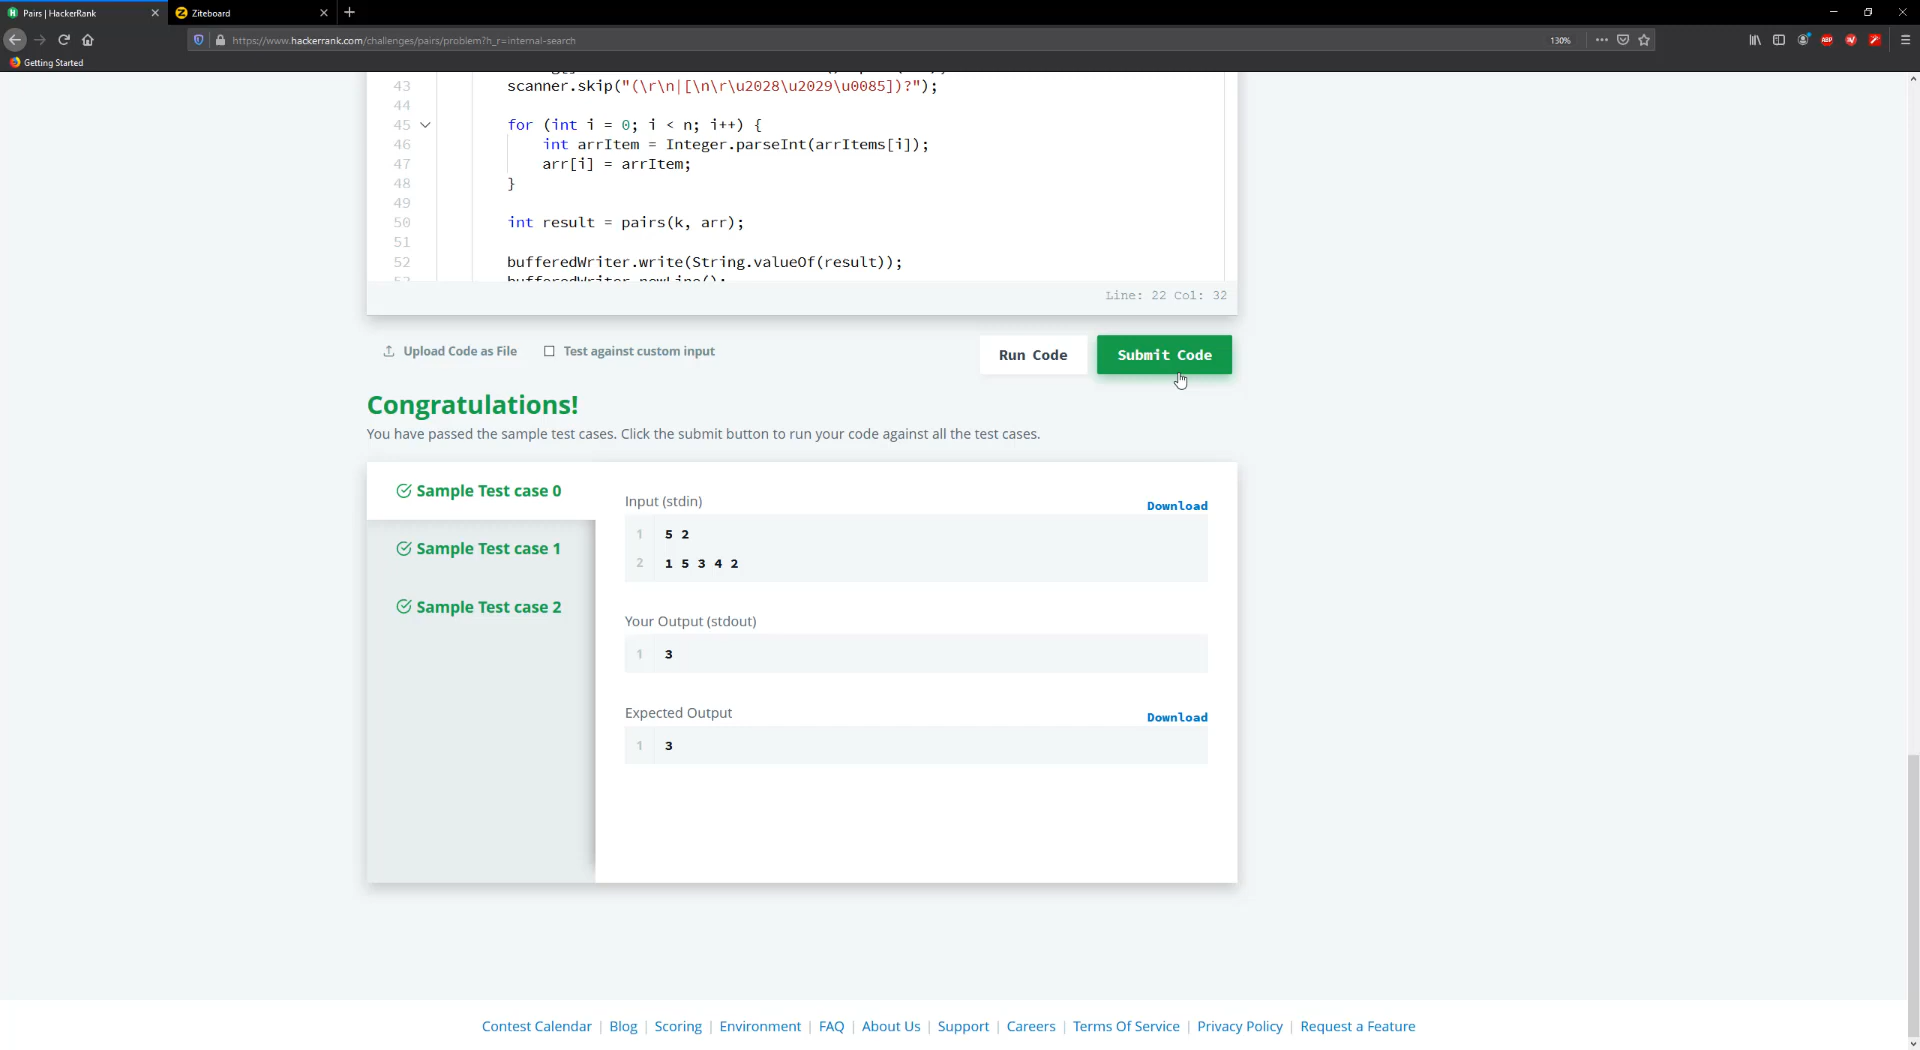 Pairs | HackerRank
Ziteboard
https://www.hackerrank.com/challenges/pairs/problem?h_r=internal-search
130%
ABP
Getting Started
43 scanner.skip("(\r\n|[\n\r\u2028\u2029\u0085])?");
44
45 for (int i = 0; i < n; i++) {
46 int arrItem = Integer.parseInt(arrItems[i]);
47 arr[i] = arrItem;
48 }
49
50 int result = pairs(k, arr);
51
52 bufferedWriter.write(String.valueOf(result));
53 bufferedWriter.newLine();
Line: 22 Col: 32
Upload Code as File
Test against custom input
Run Code
Submit Code
Congratulations!
You have passed the sample test cases. Click the submit button to run your code against all the test cases.
Sample Test case 0
Sample Test case 1
Sample Test case 2
Input (stdin)
Download
1 5 2
2 1 5 3 4 2
Your Output (stdout)
1 3
Expected Output
Download
1 3
Contest Calendar | Blog | Scoring | Environment | FAQ | About Us | Support | Careers | Terms Of Service | Privacy Policy | Request a Feature